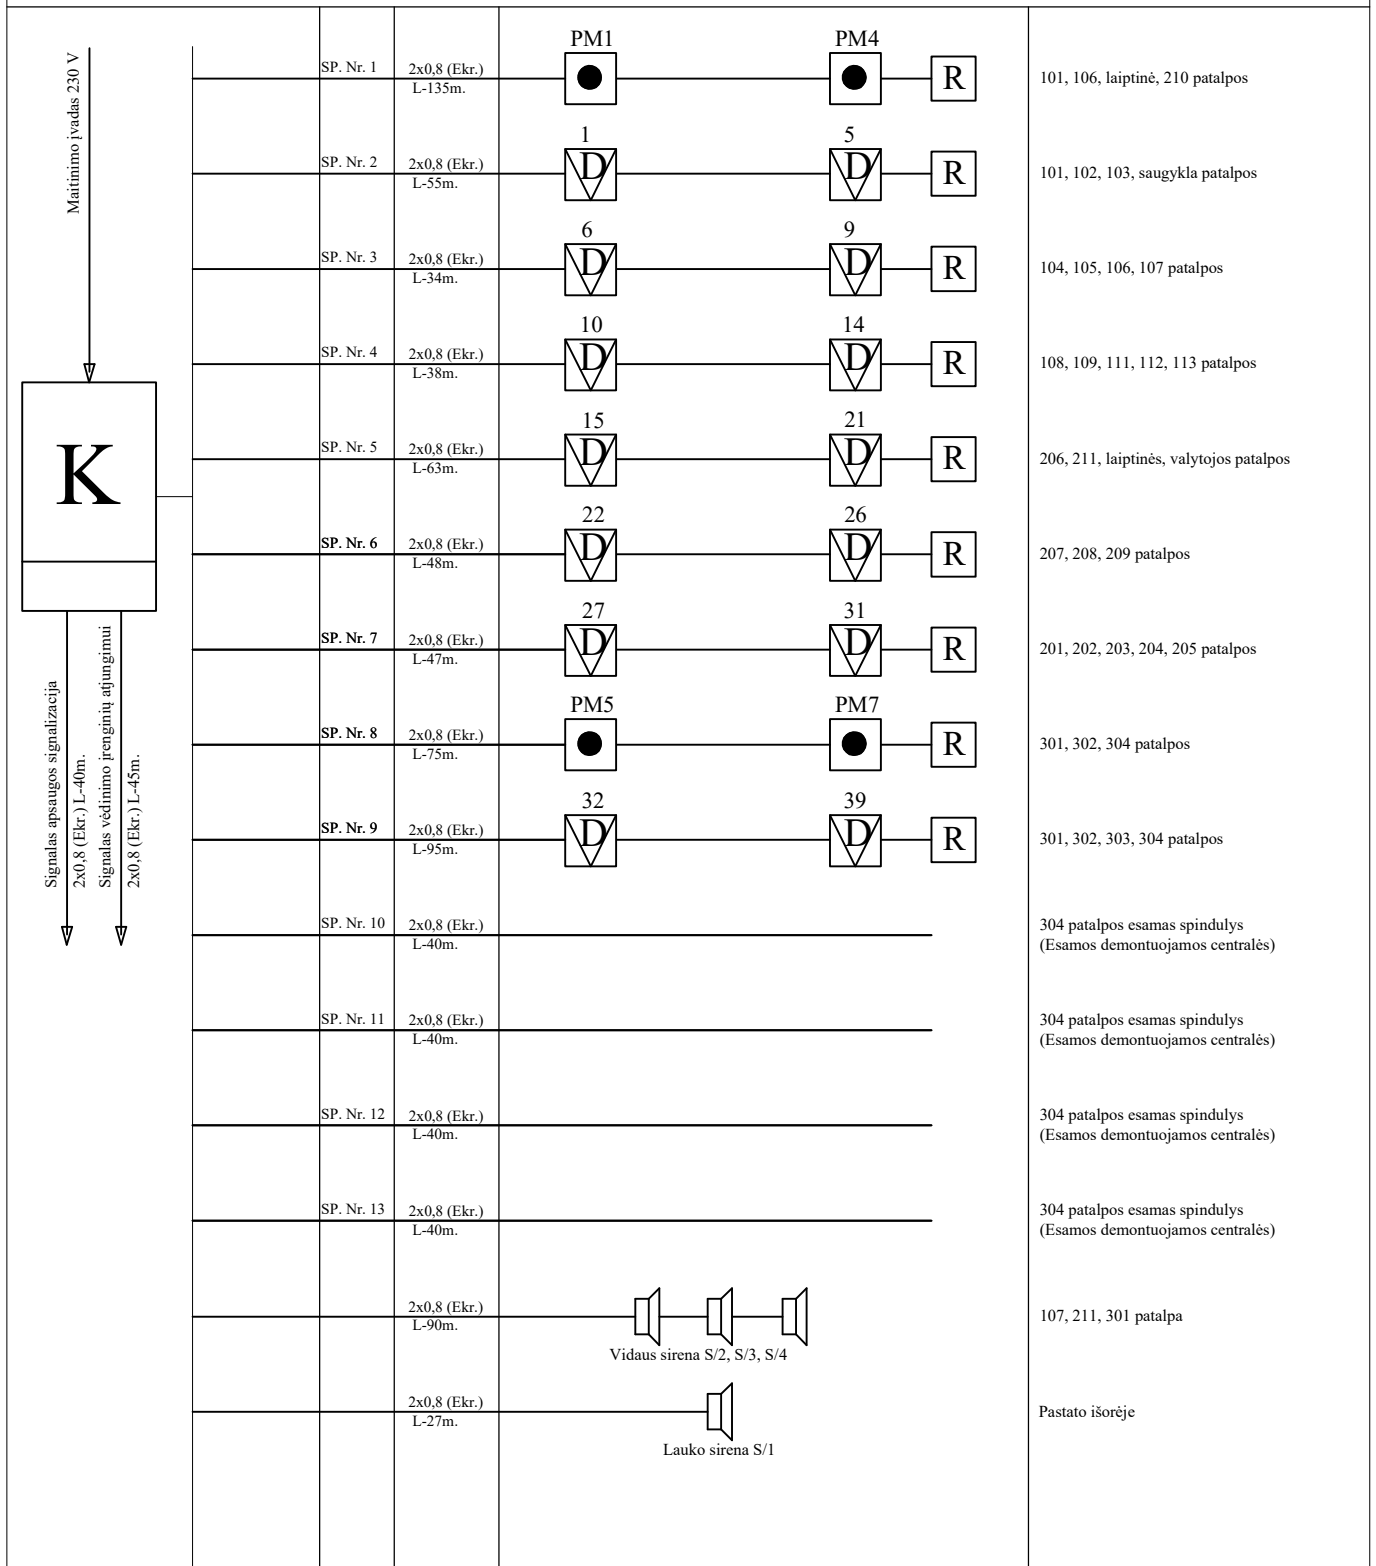 Maitinimo įvadas 230 V
K
Signalas apsaugos signalizacija
2x0,8 (Ekr.) L-40m.
Signalas vėdinimo įrenginių atjungimui
2x0,8 (Ekr.) L-45m.
PM1 PM4
SP. Nr. 1 2x0,8 (Ekr.) R 101, 106, laiptinė, 210 patalpos
L-135m.
1 5
SP. Nr. 2 2x0,8 (Ekr.) D D R 101, 102, 103, saugykla patalpos
L-55m.
6 9
SP. Nr. 3 2x0,8 (Ekr.) D D R 104, 105, 106, 107 patalpos
L-34m.
10 14
SP. Nr. 4 2x0,8 (Ekr.) D D R 108, 109, 111, 112, 113 patalpos
L-38m.
15 21
SP. Nr. 5 2x0,8 (Ekr.) D D R 206, 211, laiptinės, valytojos patalpos
L-63m.
22 26
SP. Nr. 6 2x0,8 (Ekr.) D D R 207, 208, 209 patalpos
L-48m.
27 31
SP. Nr. 7 2x0,8 (Ekr.) D D R 201, 202, 203, 204, 205 patalpos
L-47m.
PM5 PM7
SP. Nr. 8 2x0,8 (Ekr.) R 301, 302, 304 patalpos
L-75m.
32 39
SP. Nr. 9 2x0,8 (Ekr.) D D R 301, 302, 303, 304 patalpos
L-95m.
SP. Nr. 10 2x0,8 (Ekr.) 304 patalpos esamas spindulys
L-40m. (Esamos demontuojamos centralės)
SP. Nr. 11 2x0,8 (Ekr.) 304 patalpos esamas spindulys
L-40m. (Esamos demontuojamos centralės)
SP. Nr. 12 2x0,8 (Ekr.) 304 patalpos esamas spindulys
L-40m. (Esamos demontuojamos centralės)
SP. Nr. 13 2x0,8 (Ekr.) 304 patalpos esamas spindulys
L-40m. (Esamos demontuojamos centralės)
2x0,8 (Ekr.) 107, 211, 301 patalpa
L-90m.
Vidaus sirena S/2, S/3, S/4
2x0,8 (Ekr.) Pastato išorėje
L-27m.
Lauko sirena S/1